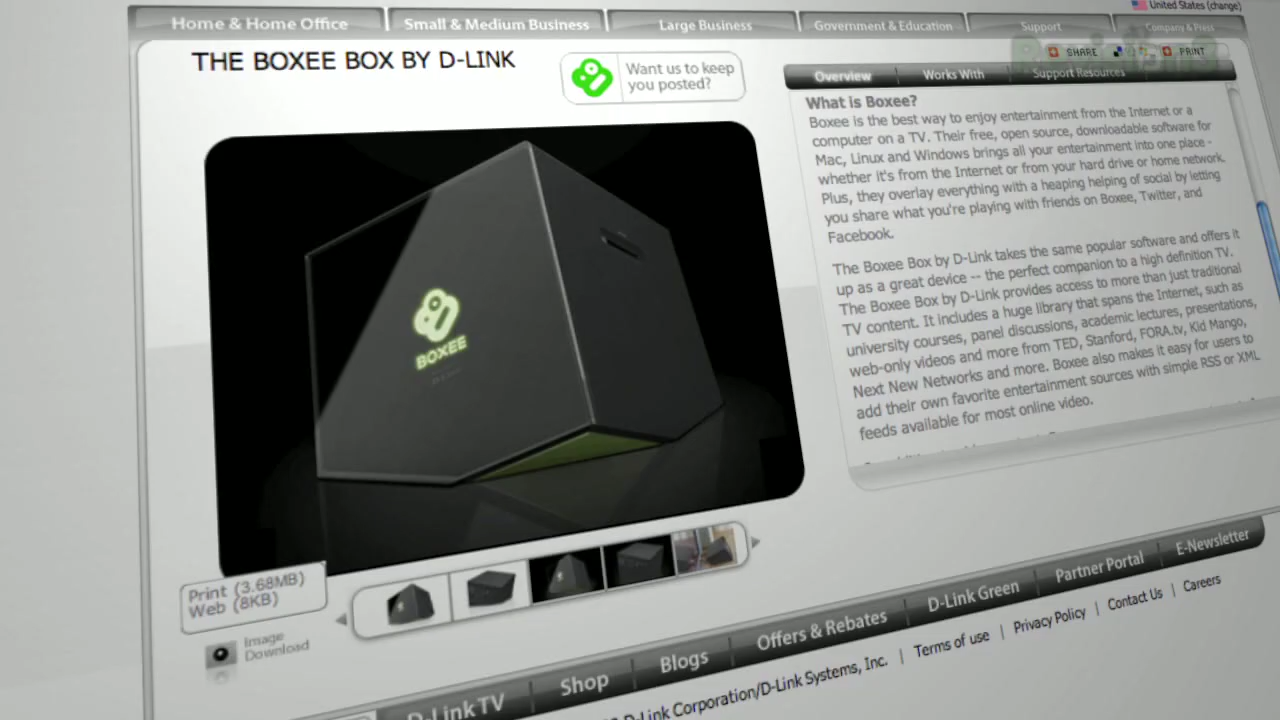 United States (change)
Home & Home Office
Small & Medium Business
Large Business
Government & Education
Support
Company & Press
THE BOXEE BOX BY D-LINK
Want us to keep
you posted?
SHARE
PRINT
Overview
Works With
Support Resources
What is Boxee?
Boxee is the best way to enjoy entertainment from the Internet or a
computer on a TV. Their free, open source, downloadable software for
Mac, Linux and Windows brings all your entertainment into one place -
whether it's from the Internet or from your hard drive or home network.
Plus, they overlay everything with a heaping helping of social by letting
you share what you're playing with friends on Boxee, Twitter, and
Facebook.
The Boxee Box by D-Link takes the same popular software and offers it
up as a great device -- the perfect companion to a high definition TV.
The Boxee Box by D-Link provides access to more than just traditional
TV content. It includes a huge library that spans the Internet, such as
university courses, panel discussions, academic lectures, presentations,
web-only videos and more from TED, Stanford, FORA.tv, Kid Mango,
Next New Networks and more. Boxee also makes it easy for users to
add their own favorite entertainment sources with simple RSS or XML
feeds available for most online video.
BOXEE
Print (3.68MB)
Web (8KB)
Image
Download
D-Link TV
Shop
Blogs
Offers & Rebates
D-Link Green
Partner Portal
E-Newsletter
D-Link Corporation/D-Link Systems, Inc. | Terms of use | Privacy Policy | Contact Us | Careers